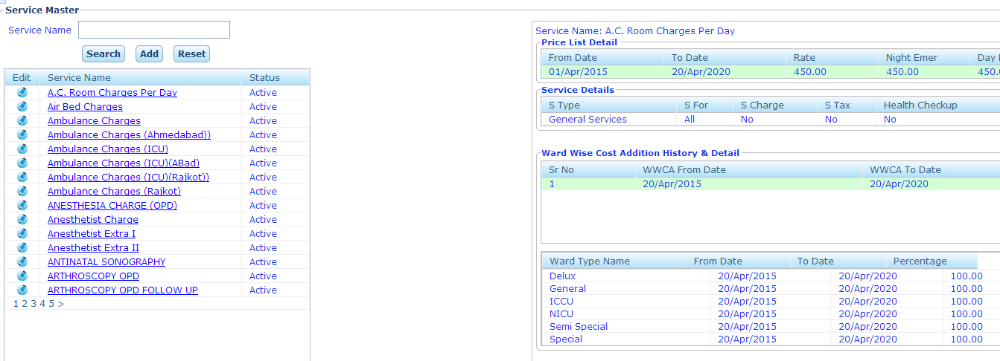 Service Master
Service Name
Search Add Reset
Edit Service Name Status
A.C. Room Charges Per Day Active
Air Bed Charges Active
Ambulance Charges Active
Ambulance Charges (Ahmedabad)) Active
Ambulance Charges (ICU) Active
Ambulance Charges (ICU)(ABad) Active
Ambulance Charges (ICU)(Rajkot)) Active
Ambulance Charges (Rajkot) Active
ANESTHESIA CHARGE (OPD) Active
Anesthetist Charge Active
Anesthetist Extra I Active
Anesthetist Extra II Active
ANTINATAL SONOGRAPHY Active
ARTHROSCOPY OPD Active
ARTHROSCOPY OPD FOLLOW UP Active
1 2 3 4 5 >
Service Name: A.C. Room Charges Per Day
Price List Detail
From Date To Date Rate Night Emer Day
01/Apr/2015 20/Apr/2020 450.00 450.00 450.
Service Details
S Type S For S Charge S Tax Health Checkup
General Services All No No No
Ward Wise Cost Addition History & Detail
Sr No WWCA From Date WWCA To Date
1 20/Apr/2015 20/Apr/2020
Ward Type Name From Date To Date Percentage
Delux 20/Apr/2015 20/Apr/2020 100.00
General 20/Apr/2015 20/Apr/2020 100.00
ICCU 20/Apr/2015 20/Apr/2020 100.00
NICU 20/Apr/2015 20/Apr/2020 100.00
Semi Special 20/Apr/2015 20/Apr/2020 100.00
Special 20/Apr/2015 20/Apr/2020 100.00